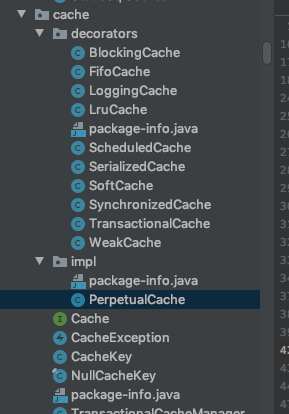 cache
decorators
BlockingCache
FifoCache
LoggingCache
LruCache
package-info.java
ScheduledCache
SerializedCache
SoftCache
SynchronizedCache
TransactionalCache
WeakCache
impl
package-info.java
PerpetualCache
Cache
CacheException
CacheKey
NullCacheKey
package-info.java
TransactionalCacheManager